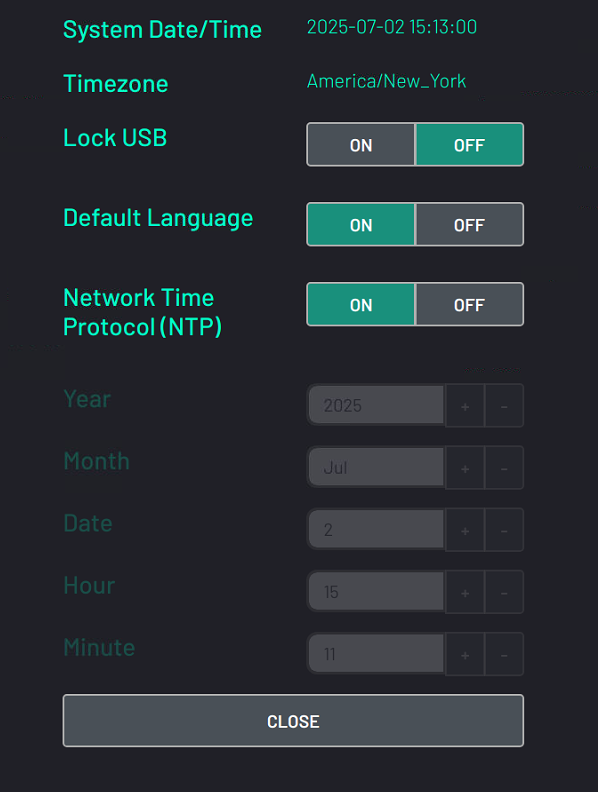 System Date/Time 2025-07-02 15:13:00
Timezone America/New_York
Lock USB ON OFF
Default Language ON OFF
Network Time ON OFF
Protocol (NTP)
Year 2025 + -
Month Jul + -
Date 2 + -
Hour 15 + -
Minute 11 + -
CLOSE